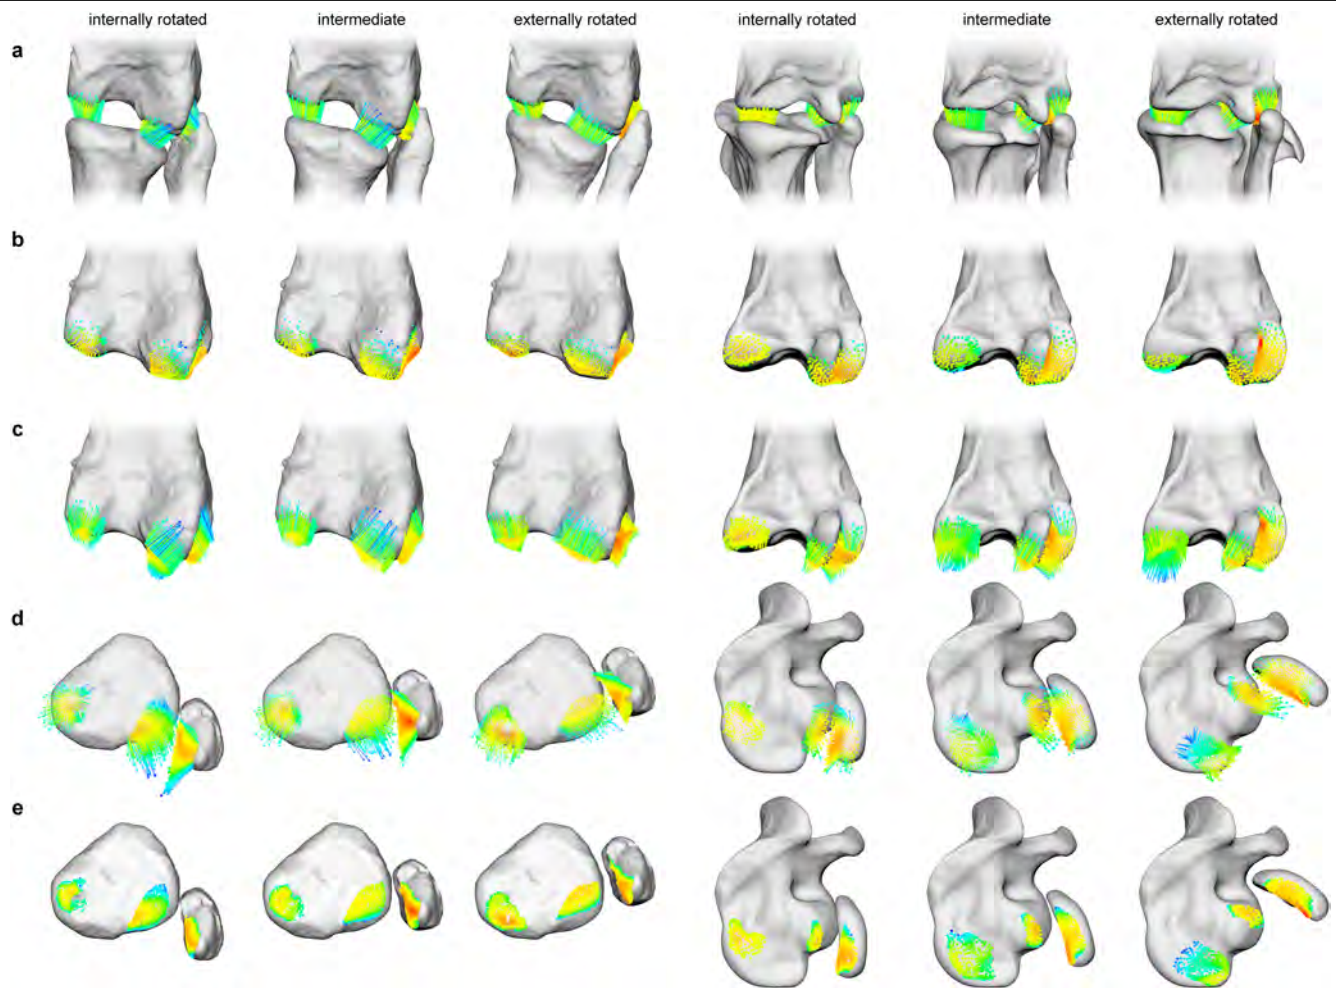 internally rotated intermediate externally rotated internally rotated intermediate externally rotated
a
b
c
d
e